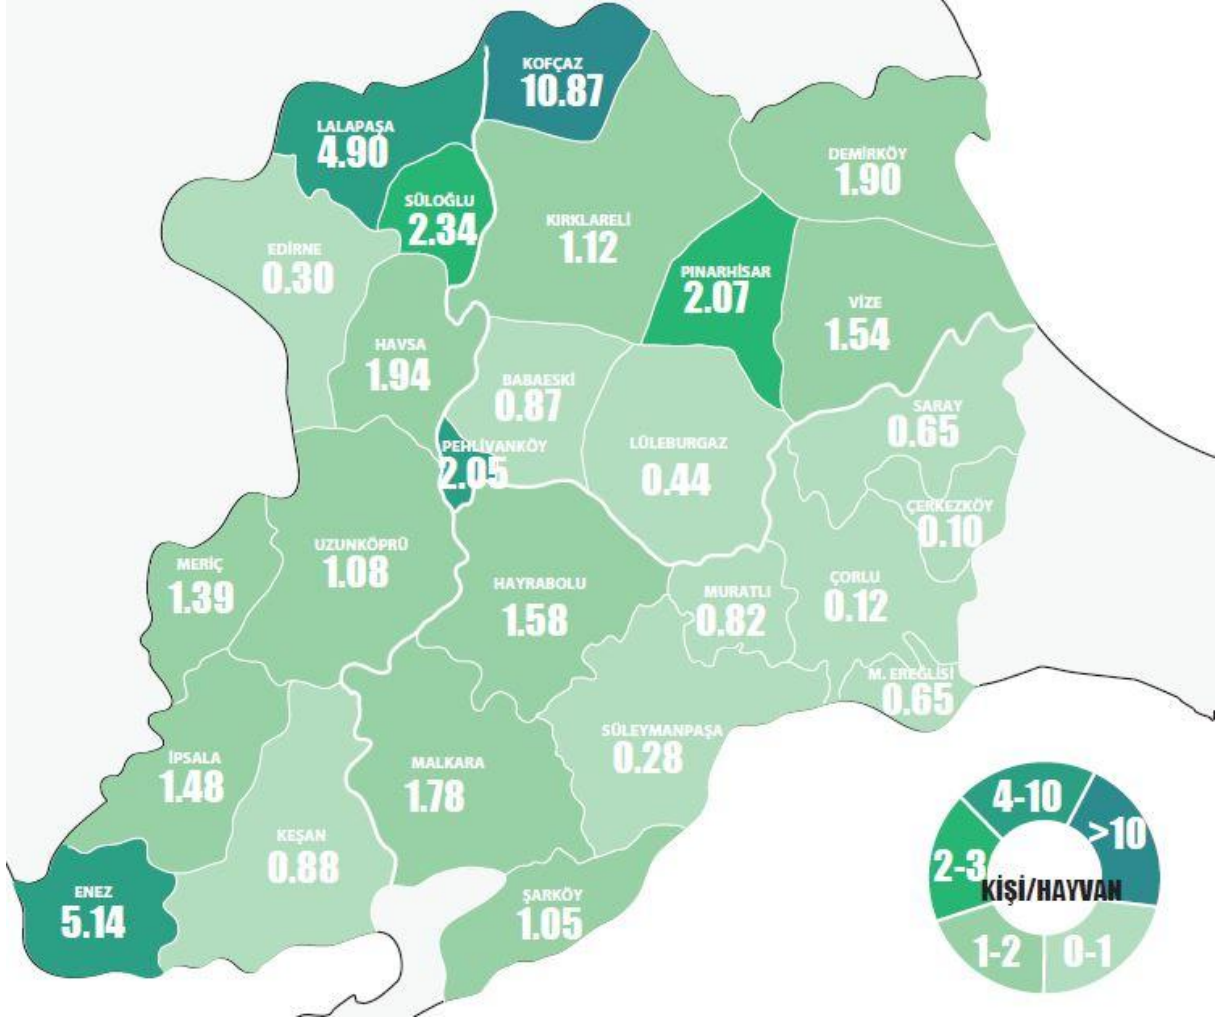 KOFÇAZ
10.87
LALAPAŞA
4.90
DEMİRKÖY
1.90
SÜLOĞLU
2.34
KIRKLARELİ
1.12
EDİRNE
0.30
PINARHİSAR
2.07
VİZE
1.54
HAVSA
1.94
BABAESKİ
0.87
SARAY
0.65
PEHLİVANKÖY
2.05
LÜLEBURGAZ
0.44
ÇERKEZKÖY
0.10
UZUNKÖPRÜ
1.08
MERİÇ
1.39
HAYRABOLU
1.58
MURATLI
0.82
ÇORLU
0.12
M. EREĞLİSİ
0.65
SÜLEYMANPAŞA
0.28
İPSALA
1.48
MALKARA
1.78
KEŞAN
0.88
ENEZ
5.14
ŞARKÖY
1.05
4-10
>10
2-3
KİŞİ/HAYVAN
1-2
0-1